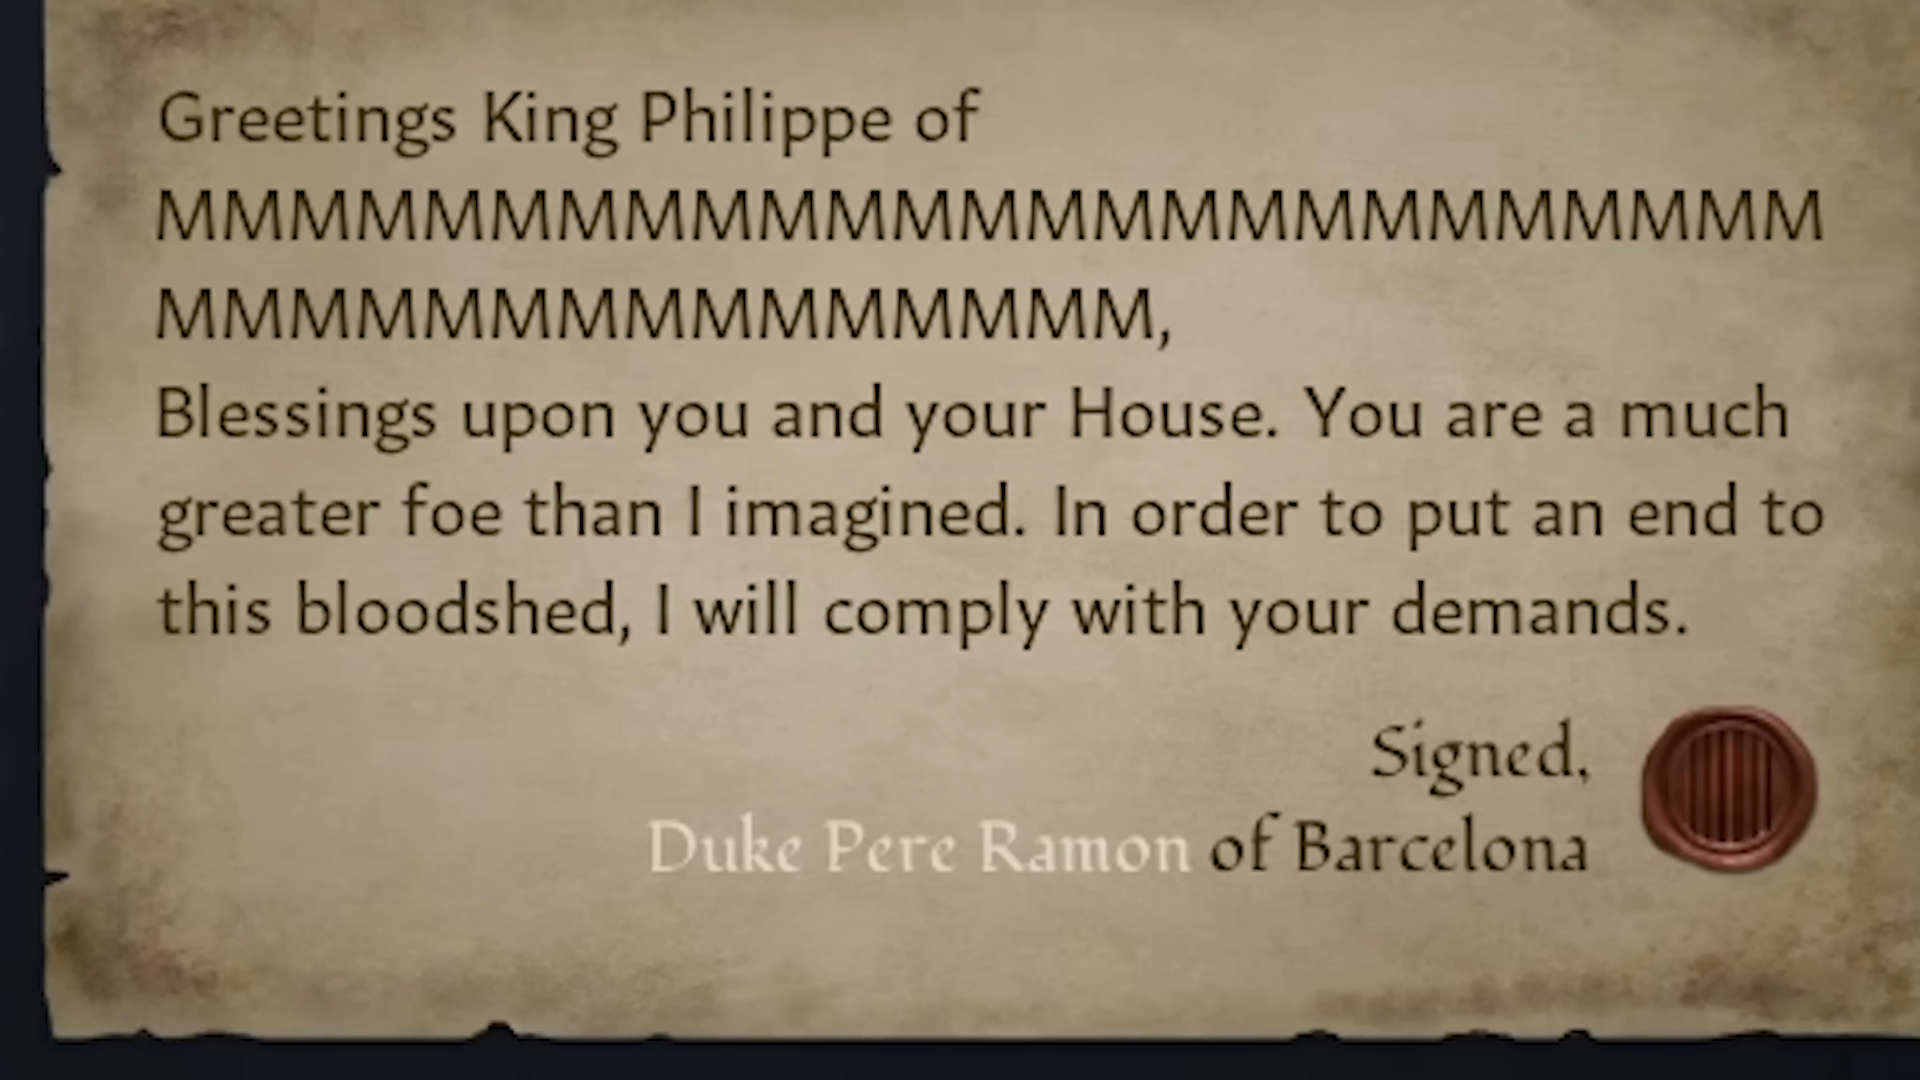 Greetings King Philippe of
MMMMMMMMMMMMMMMMMMMMMMMMM
MMMMMMMMMMMMMMM,
Blessings upon you and your House. You are a much
greater foe than I imagined. In order to put an end to
this bloodshed, I will comply with your demands.
Signed,
Duke Pere Ramon of Barcelona